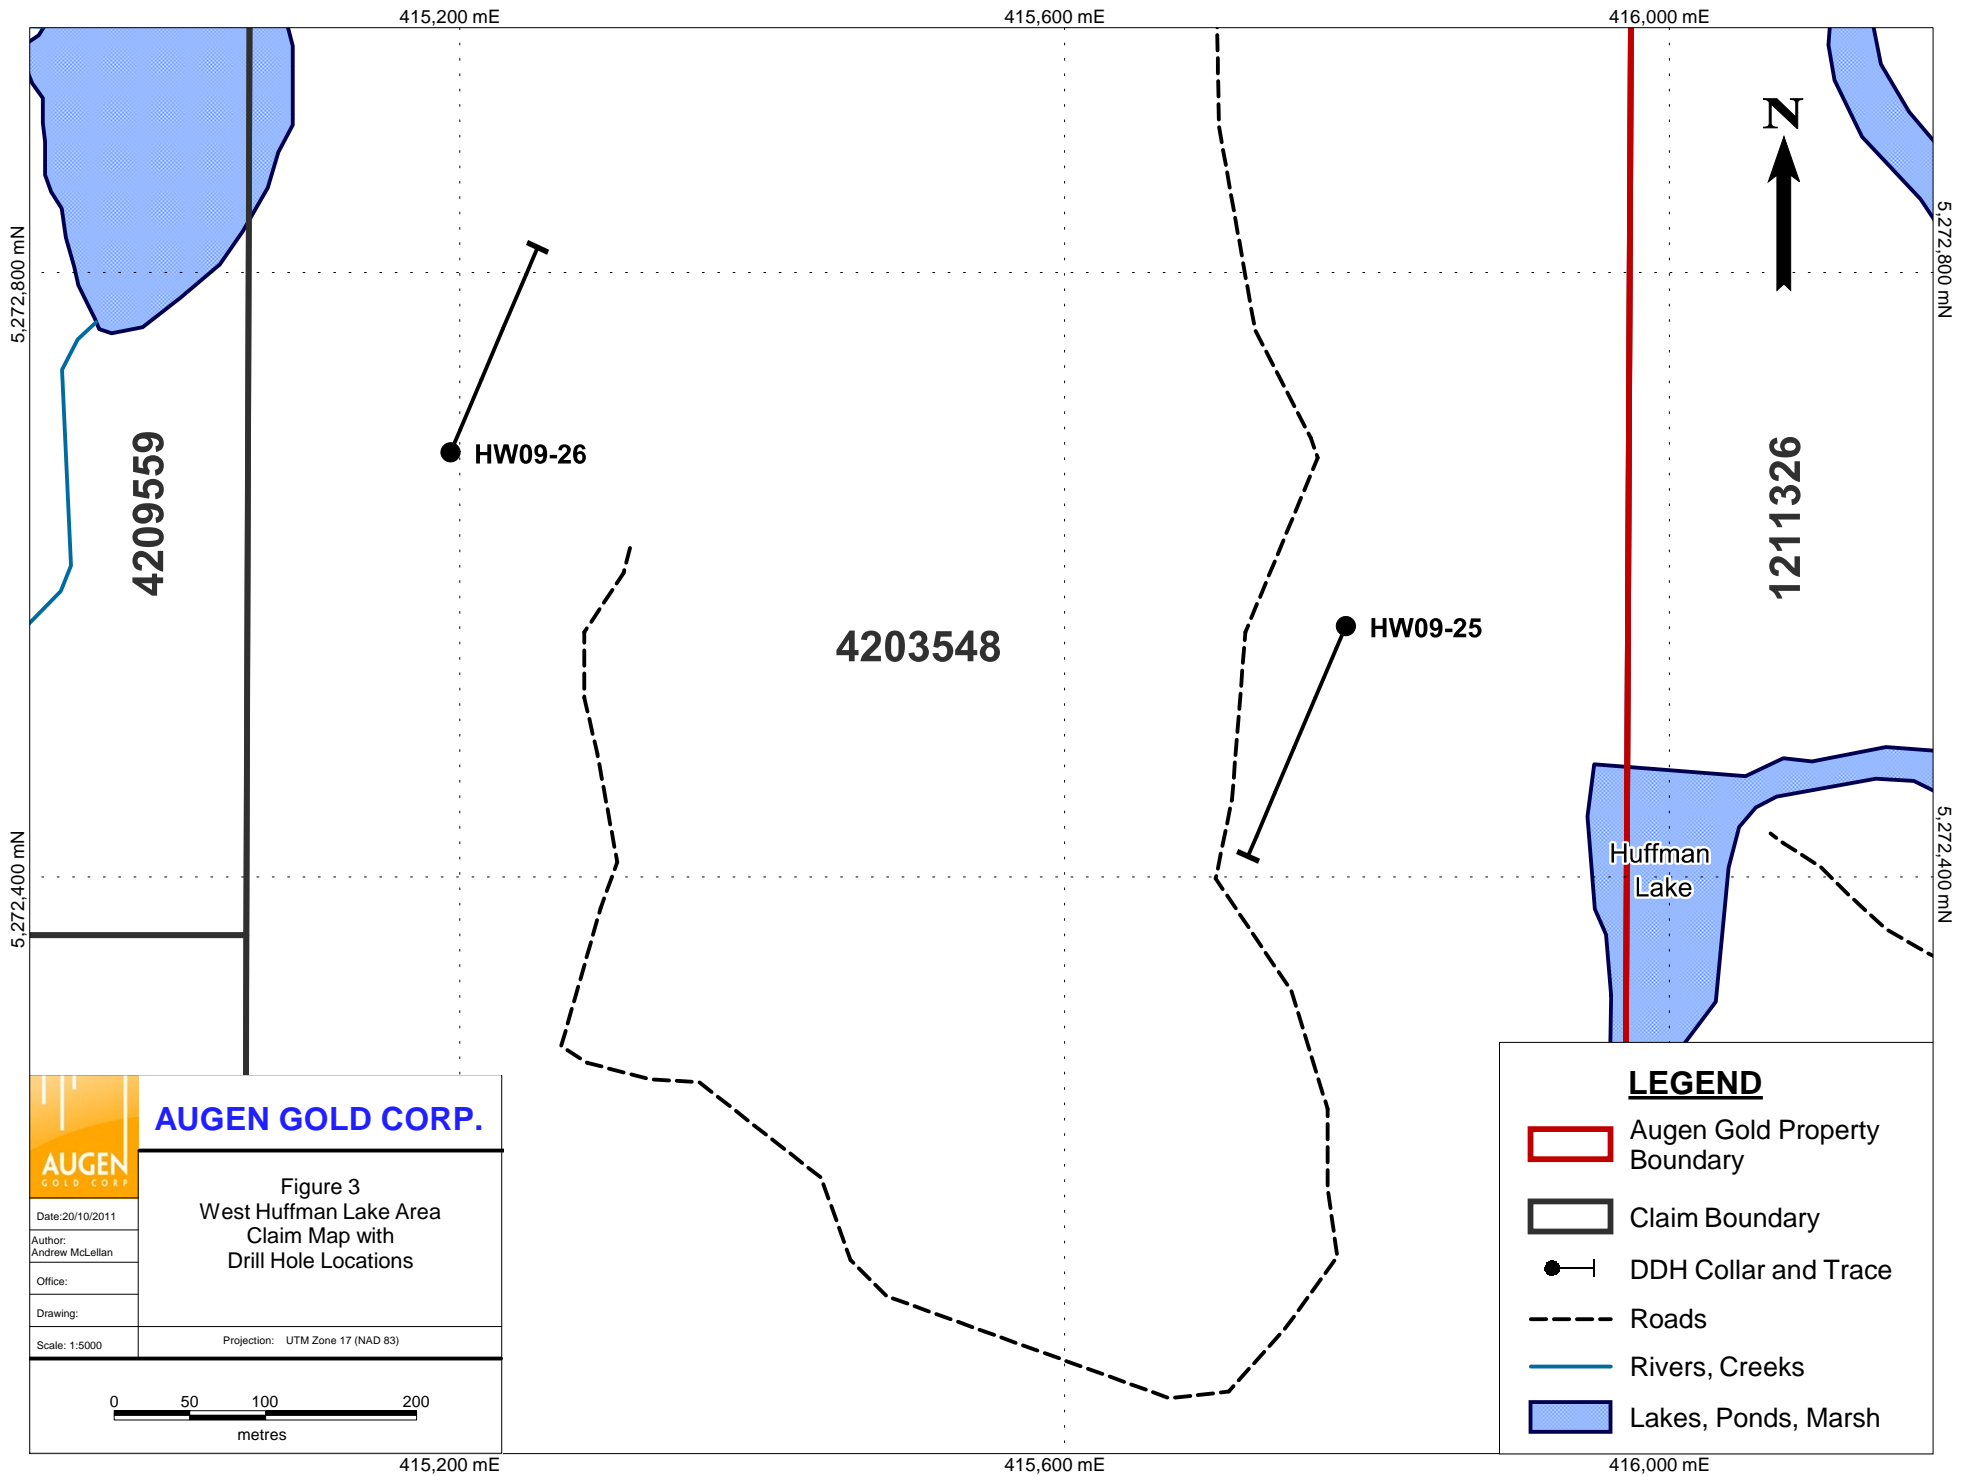 415,200 mE
415,600 mE
416,000 mE
N
5,272,800 mN
5,272,800 mN
HW09-26
4209559
1211326
4203548
HW09-25
5,272,400 mN
5,272,400 mN
Huffman
Lake
AUGEN
GOLD CORP
AUGEN GOLD CORP.
Figure 3
West Huffman Lake Area
Claim Map with
Drill Hole Locations
Date:20/10/2011
Author:
Andrew McLellan
Office:
Drawing:
Scale: 1:5000
Projection: UTM Zone 17 (NAD 83)
0 50 100 200
metres
LEGEND
Augen Gold Property
Boundary
Claim Boundary
DDH Collar and Trace
Roads
Rivers, Creeks
Lakes, Ponds, Marsh
415,200 mE
415,600 mE
416,000 mE